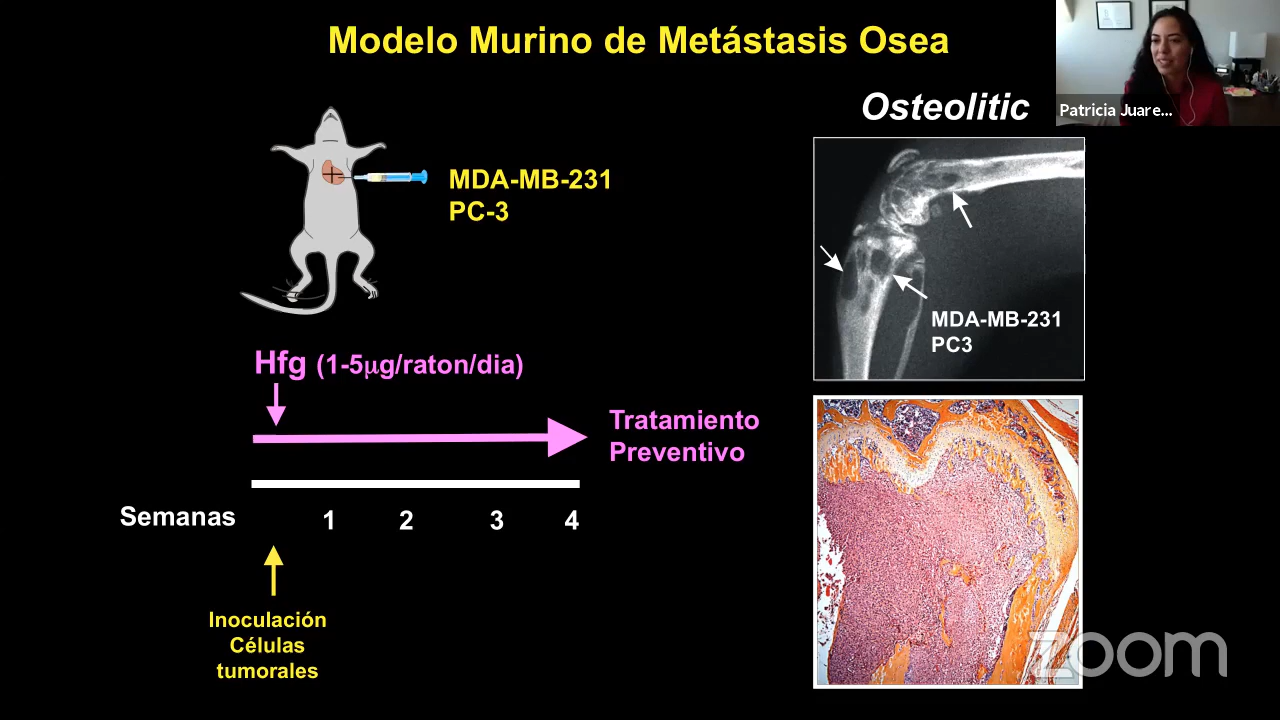 Modelo Murino de Metástasis Osea
Patricia Juare...
Osteolitic
MDA-MB-231
PC-3
MDA-MB-231
PC3
Hfg (1-5μg/raton/dia)
Tratamiento
Preventivo
Semanas 1 2 3 4
Inoculación
Células
tumorales
zoom